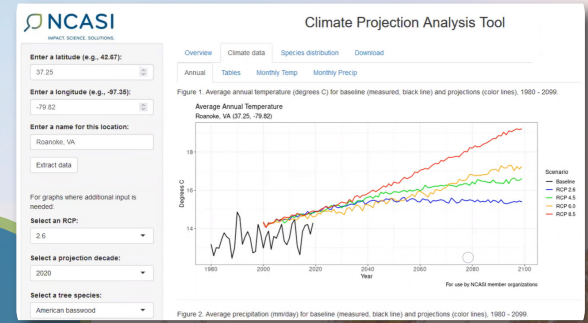 NCASI
IMPACT. SCIENCE. SOLUTIONS.
Climate Projection Analysis Tool
Enter a latitude (e.g., 42.87):
37.25
Enter a longitude (e.g., -97.38):
-79.82
Enter a name for this location:
Roanoke, VA
Extract data
For graphs where additional input is
needed:
Select an RCP:
2.6
Select a projection decade:
2020
Select a tree species:
American basswood
Overview
Climate data
Species distribution
Download
Annual
Tables
Monthly Temp
Monthly Precip
Figure 1. Average annual temperature (degrees C) for baseline (measured, black line) and projections (color lines), 1980 - 2099.
Average Annual Temperature
Roanoke, VA (37.25, -79.82)
Degrees C
18
16
14
1980
2000
2020
2040
2060
2080
2100
Year
Scenario
Baseline
RCP 2.6
RCP 4.5
RCP 6.0
RCP 8.5
For use by NCASI member organizations
Figure 2. Average precipitation (mm/day) for baseline (measured, black line) and projections (color lines), 1980 - 2099.